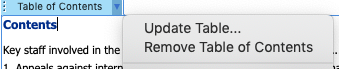 Table of Contents
Update Table...
Contents
Remove Table of Contents
Key staff involved in the
1. Appeals against intern